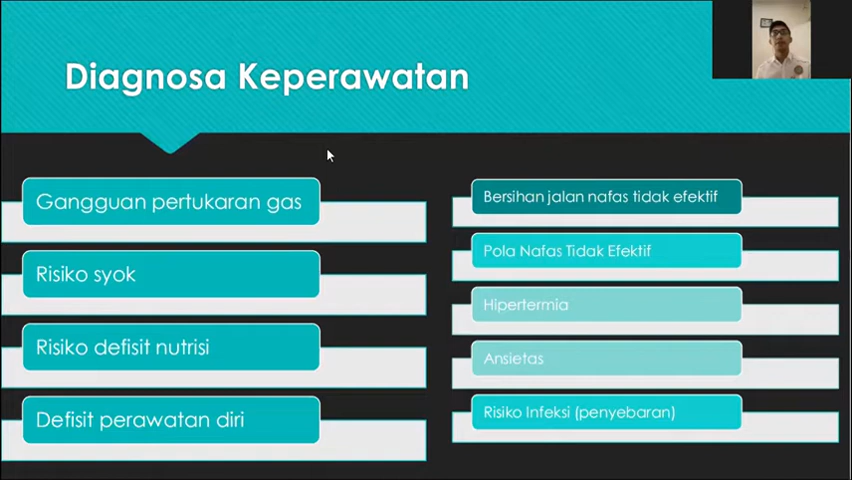 Diagnosa Keperawatan
Gangguan pertukaran gas
Risiko syok
Risiko defisit nutrisi
Defisit perawatan diri
Bersihan jalan nafas tidak efektif
Pola Nafas Tidak Efektif
Hipertermia
Ansietas
Risiko Infeksi (penyebaran)